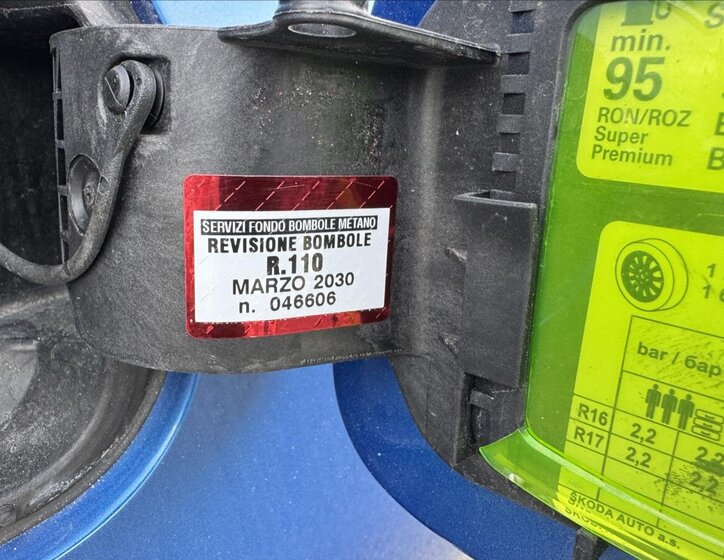 SERVIZI FONDO BOMBOLE METANO
REVISIONE BOMBOLE
R.110
MARZO 2030
n. 046606
min.
95
RON/ROZ
Super
Premium
bar / бар
R16 2,2 2,2
R17 2,2 2,2
ŠKODA AUTO a.s.